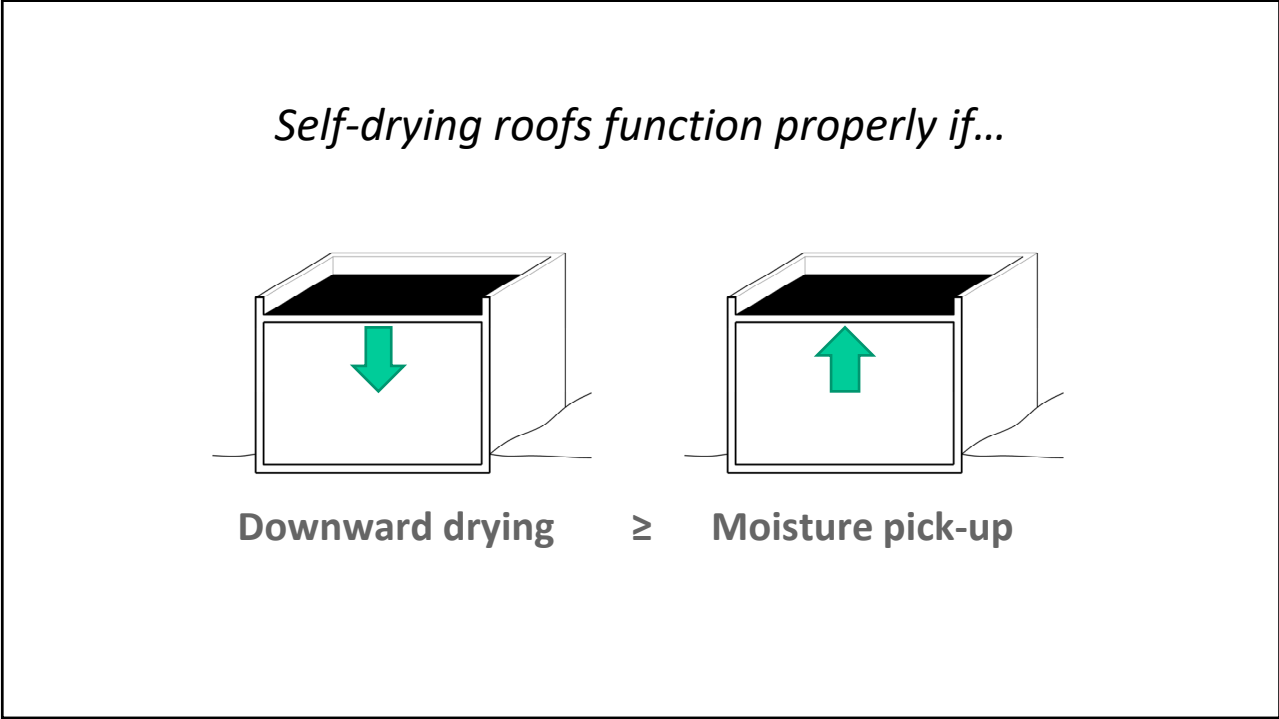 Self-drying roofs function properly if…
Downward drying ≥ Moisture pick-up